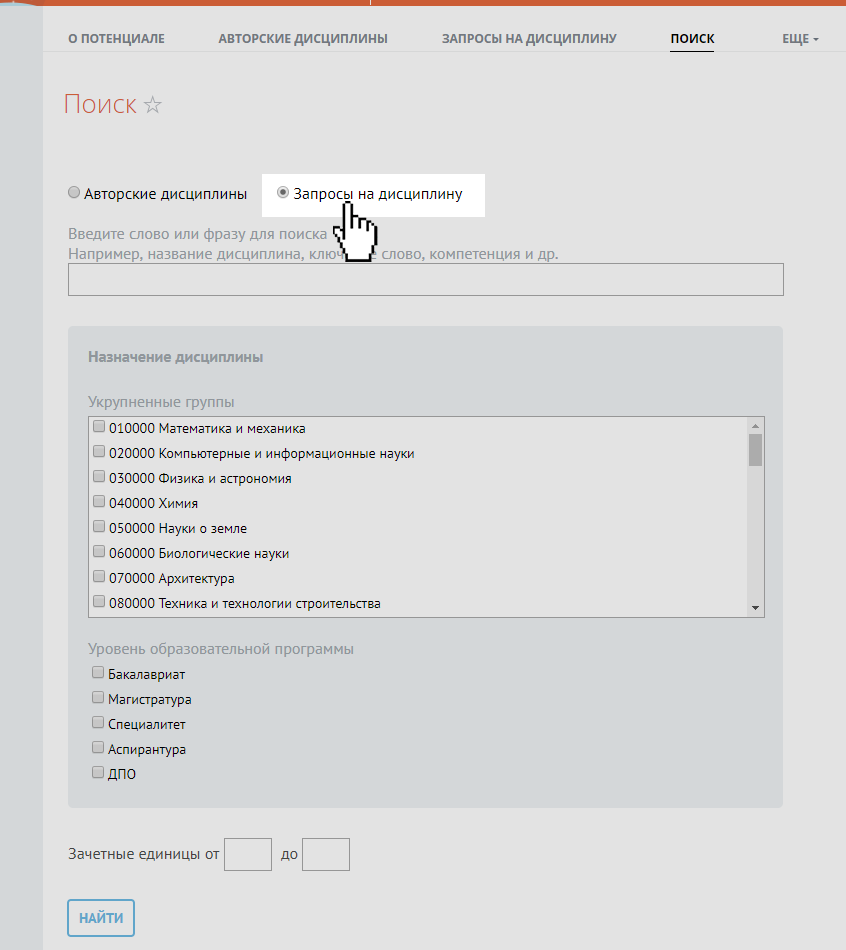 О ПОТЕНЦИАЛЕ АВТОРСКИЕ ДИСЦИПЛИНЫ ЗАПРОСЫ НА ДИСЦИПЛИНУ ПОИСК ЕЩЕ
Поиск
Авторские дисциплины Запросы на дисциплину
Введите слово или фразу для поиска
Например, название дисциплина, слово, компетенция и др.
Назначение дисциплины
Укрупненные группы
010000 Математика и механика
020000 Компьютерные и информационные науки
030000 Физика и астрономия
040000 Химия
050000 Науки о земле
060000 Биологические науки
070000 Архитектура
080000 Техника и технологии строительства
Уровень образовательной программы
Бакалавриат
Магистратура
Специалитет
Аспирантура
ДПО
Зачетные единицы от до
НАЙТИ